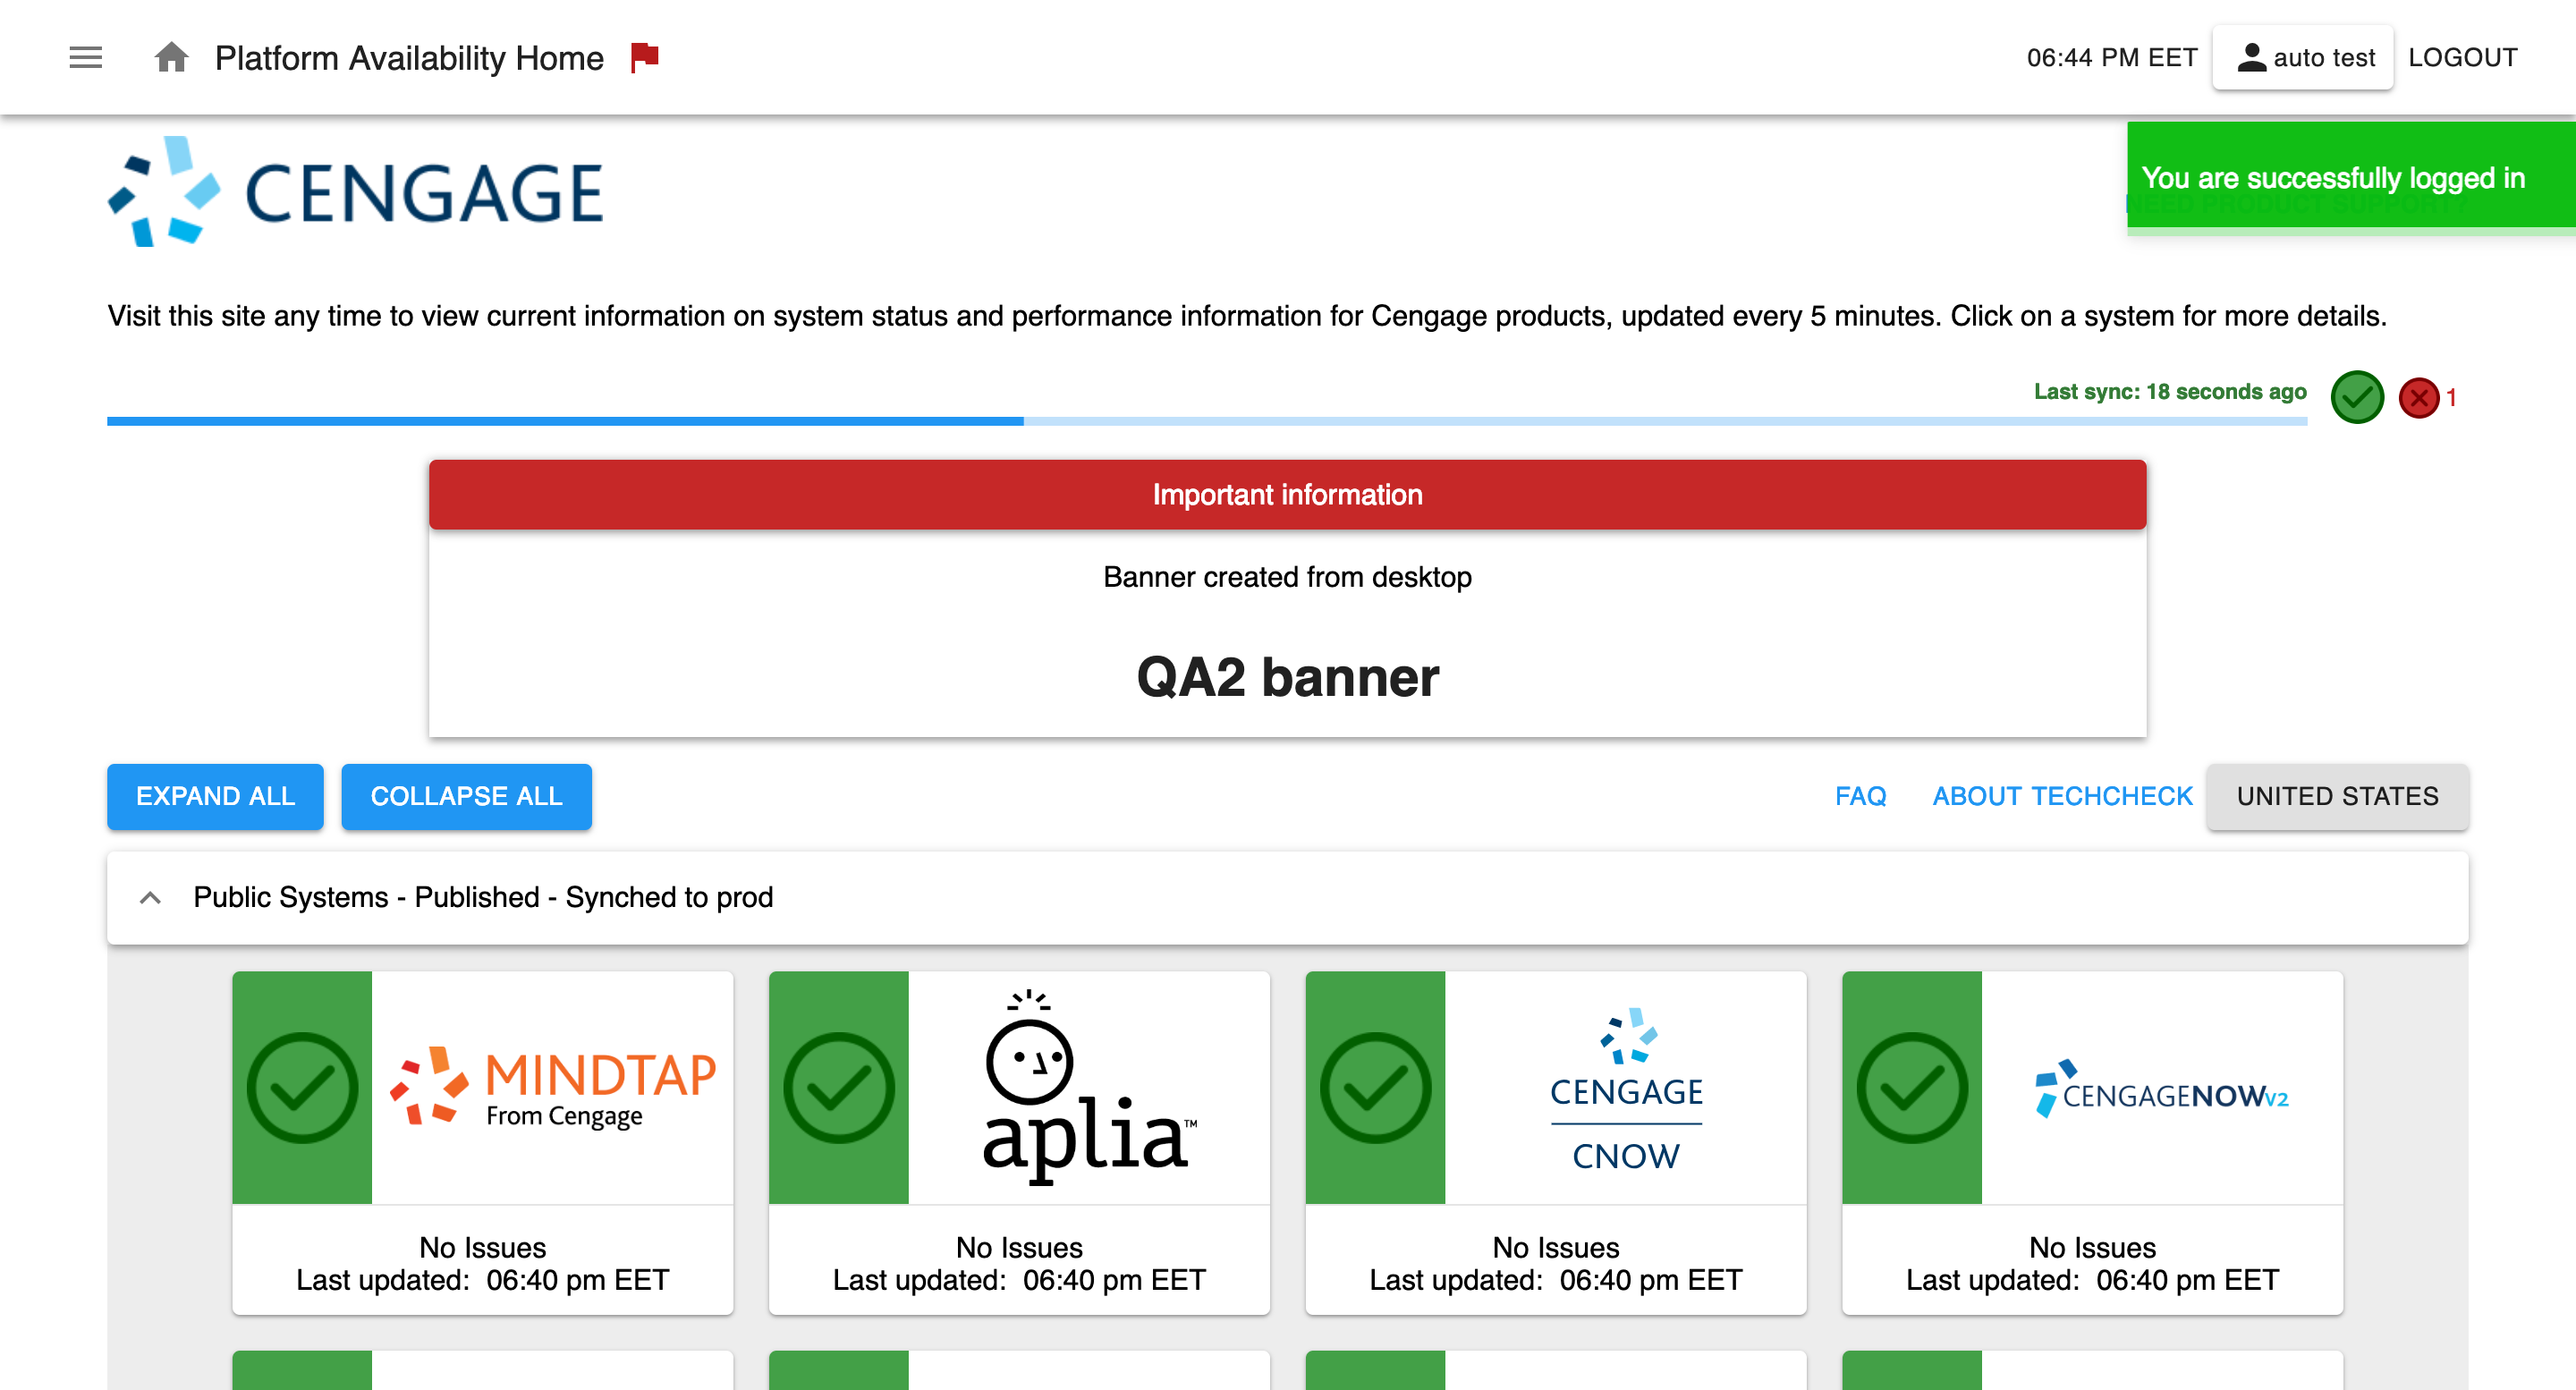 Platform Availability Home
06:44 PM EET
auto test
LOGOUT
CENGAGE
You are successfully logged in
NEED PRODUCT SUPPORT?
Visit this site any time to view current information on system status and performance information for Cengage products, updated every 5 minutes. Click on a system for more details.
Last sync: 18 seconds ago
1
Important information
Banner created from desktop
QA2 banner
EXPAND ALL
COLLAPSE ALL
FAQ
ABOUT TECHCHECK
UNITED STATES
Public Systems - Published - Synched to prod
MINDTAP
From Cengage
No Issues
Last updated: 06:40 pm EET
aplia™
No Issues
Last updated: 06:40 pm EET
CENGAGE
CNOW
No Issues
Last updated: 06:40 pm EET
CENGAGENOWV2
No Issues
Last updated: 06:40 pm EET